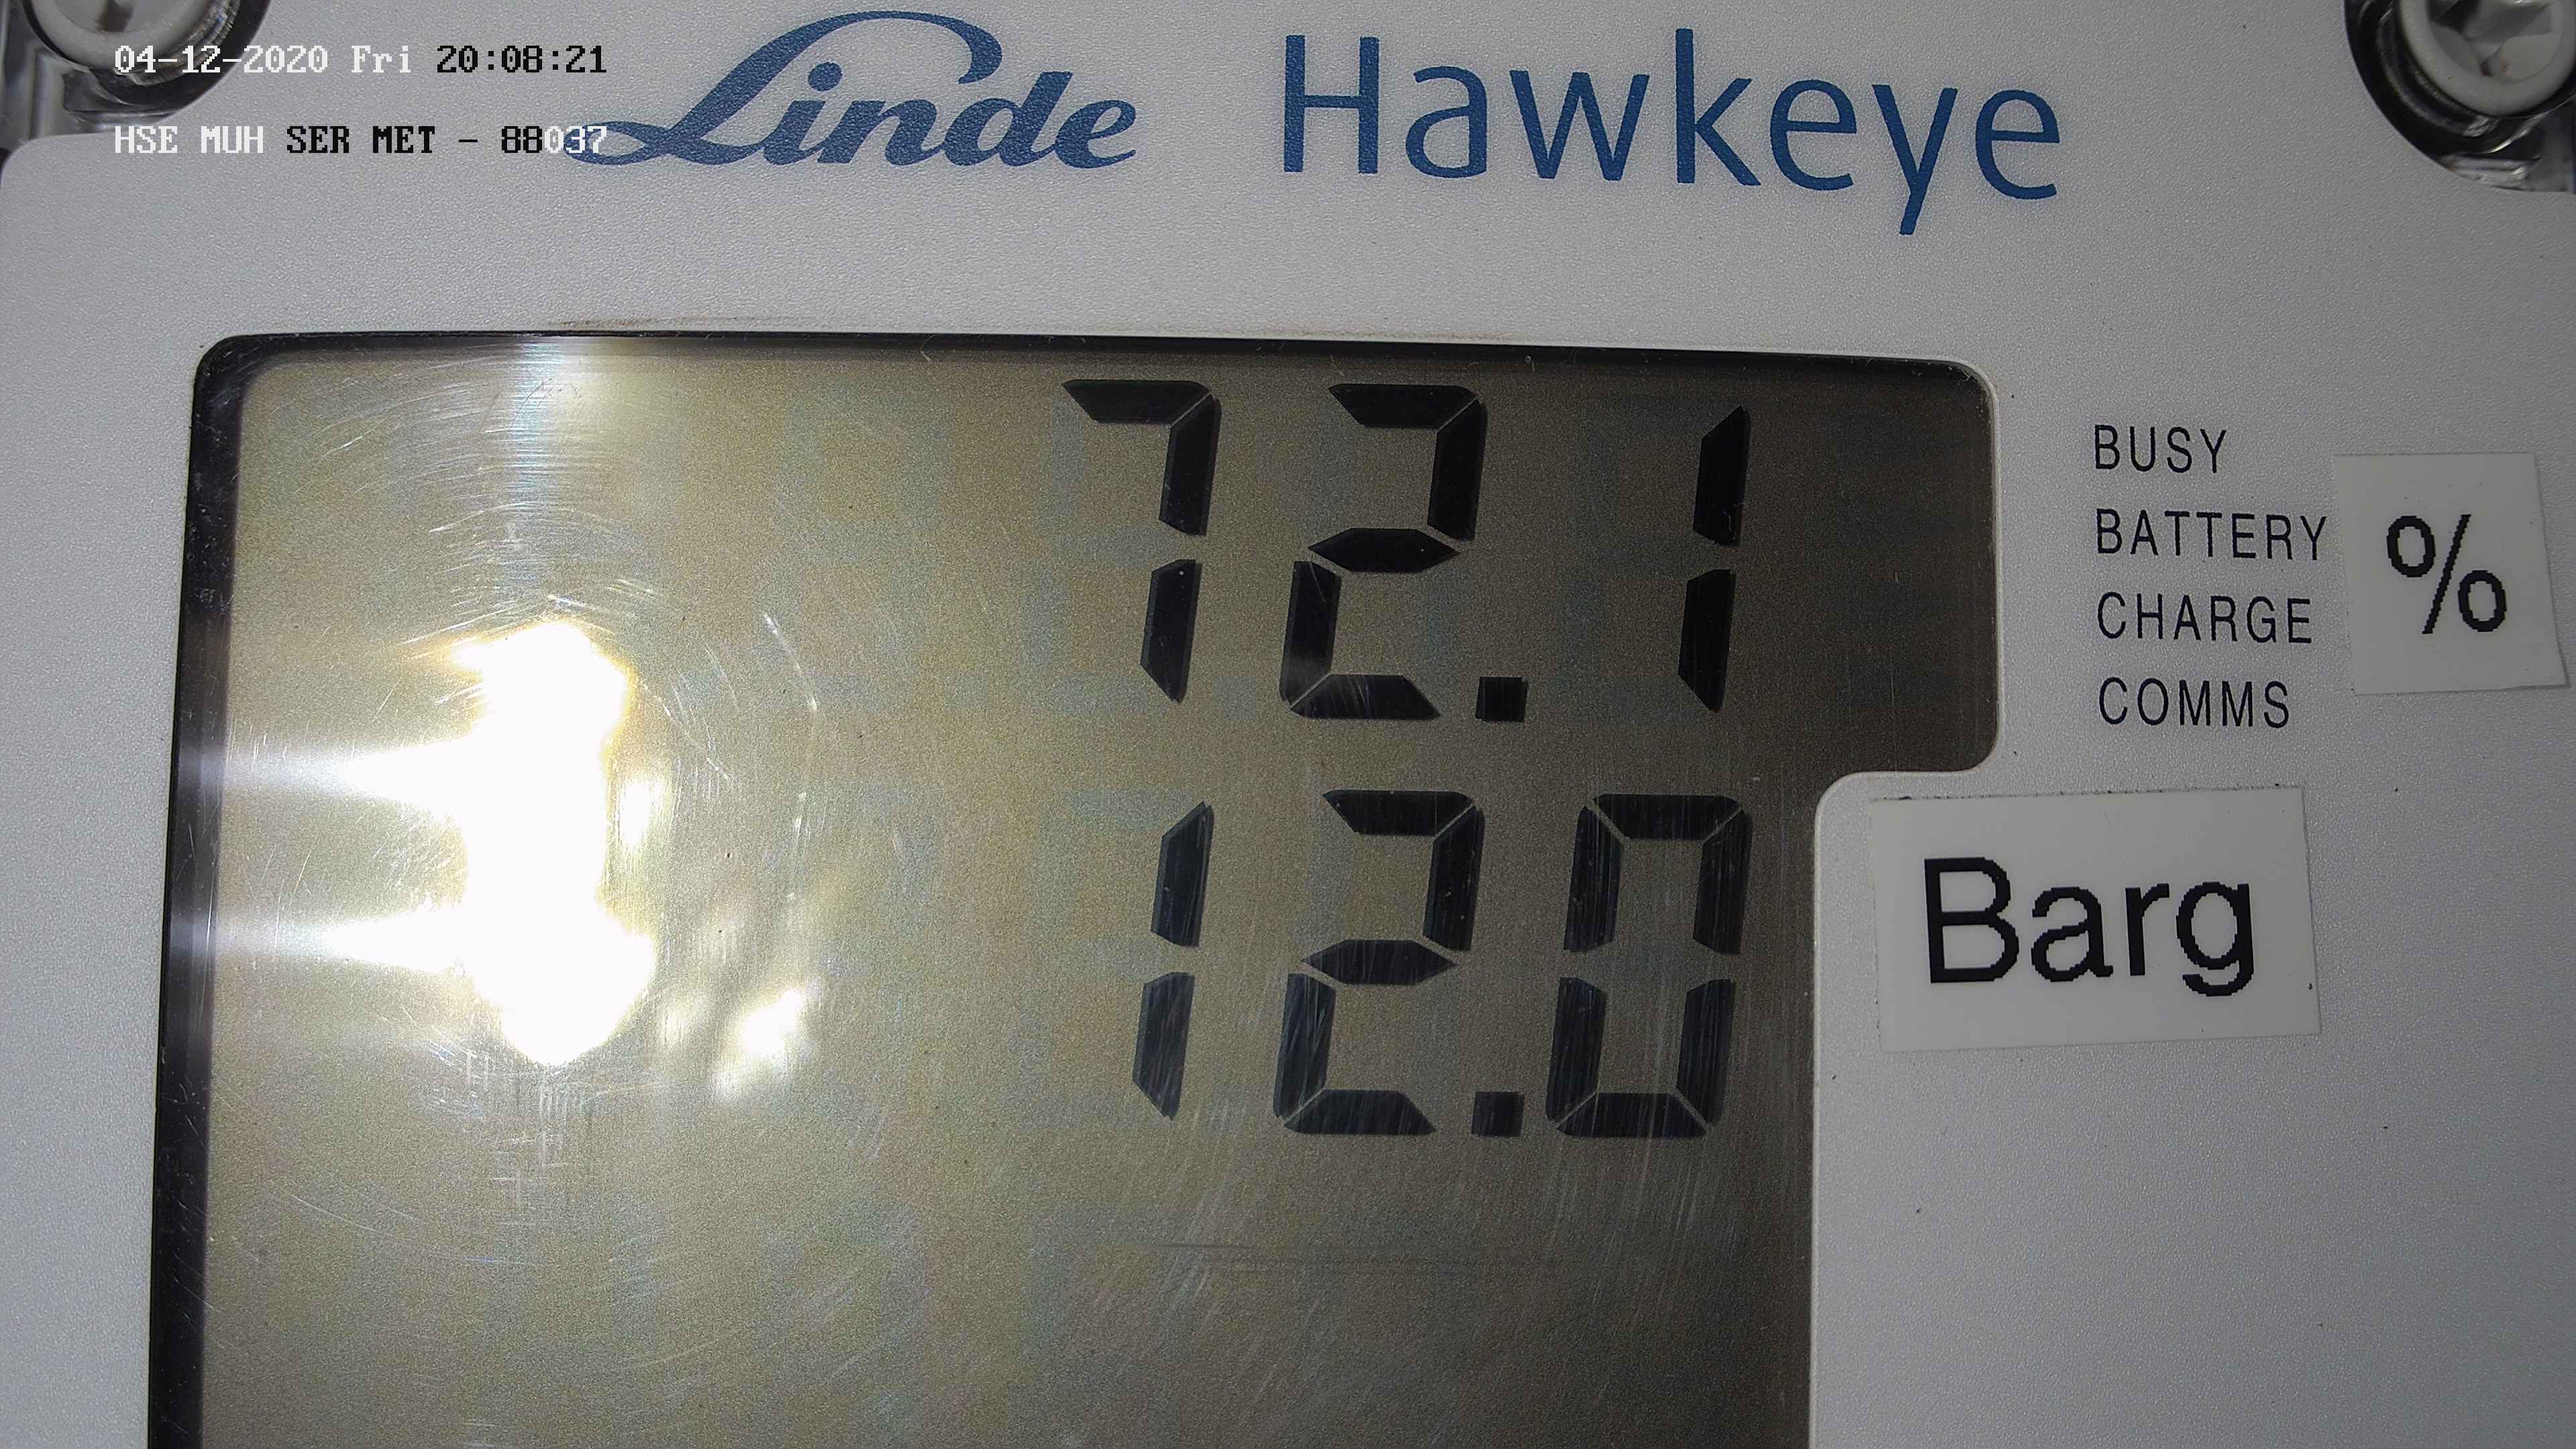 04-12-2020 Fri 20:08:21
HSE MUH SER MET - 88037
Linde Hawkeye
72.1
BUSY
BATTERY
CHARGE
COMMS
%
12.0
Barg